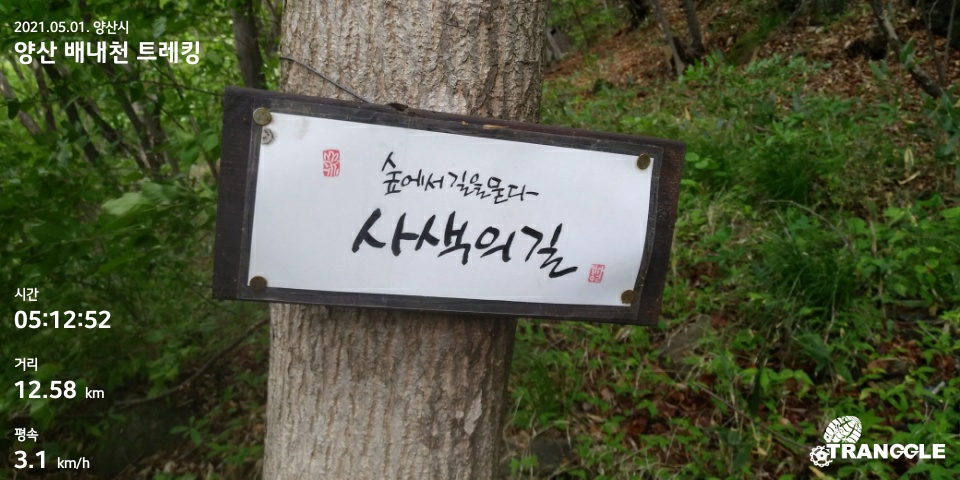 2021.05.01. 양산시
양산 배내천 트레킹
숲에서 길을 묻다
사색의 길
시간
05:12:52
거리
12.58 km
평속
3.1 km/h
TRANGGLE